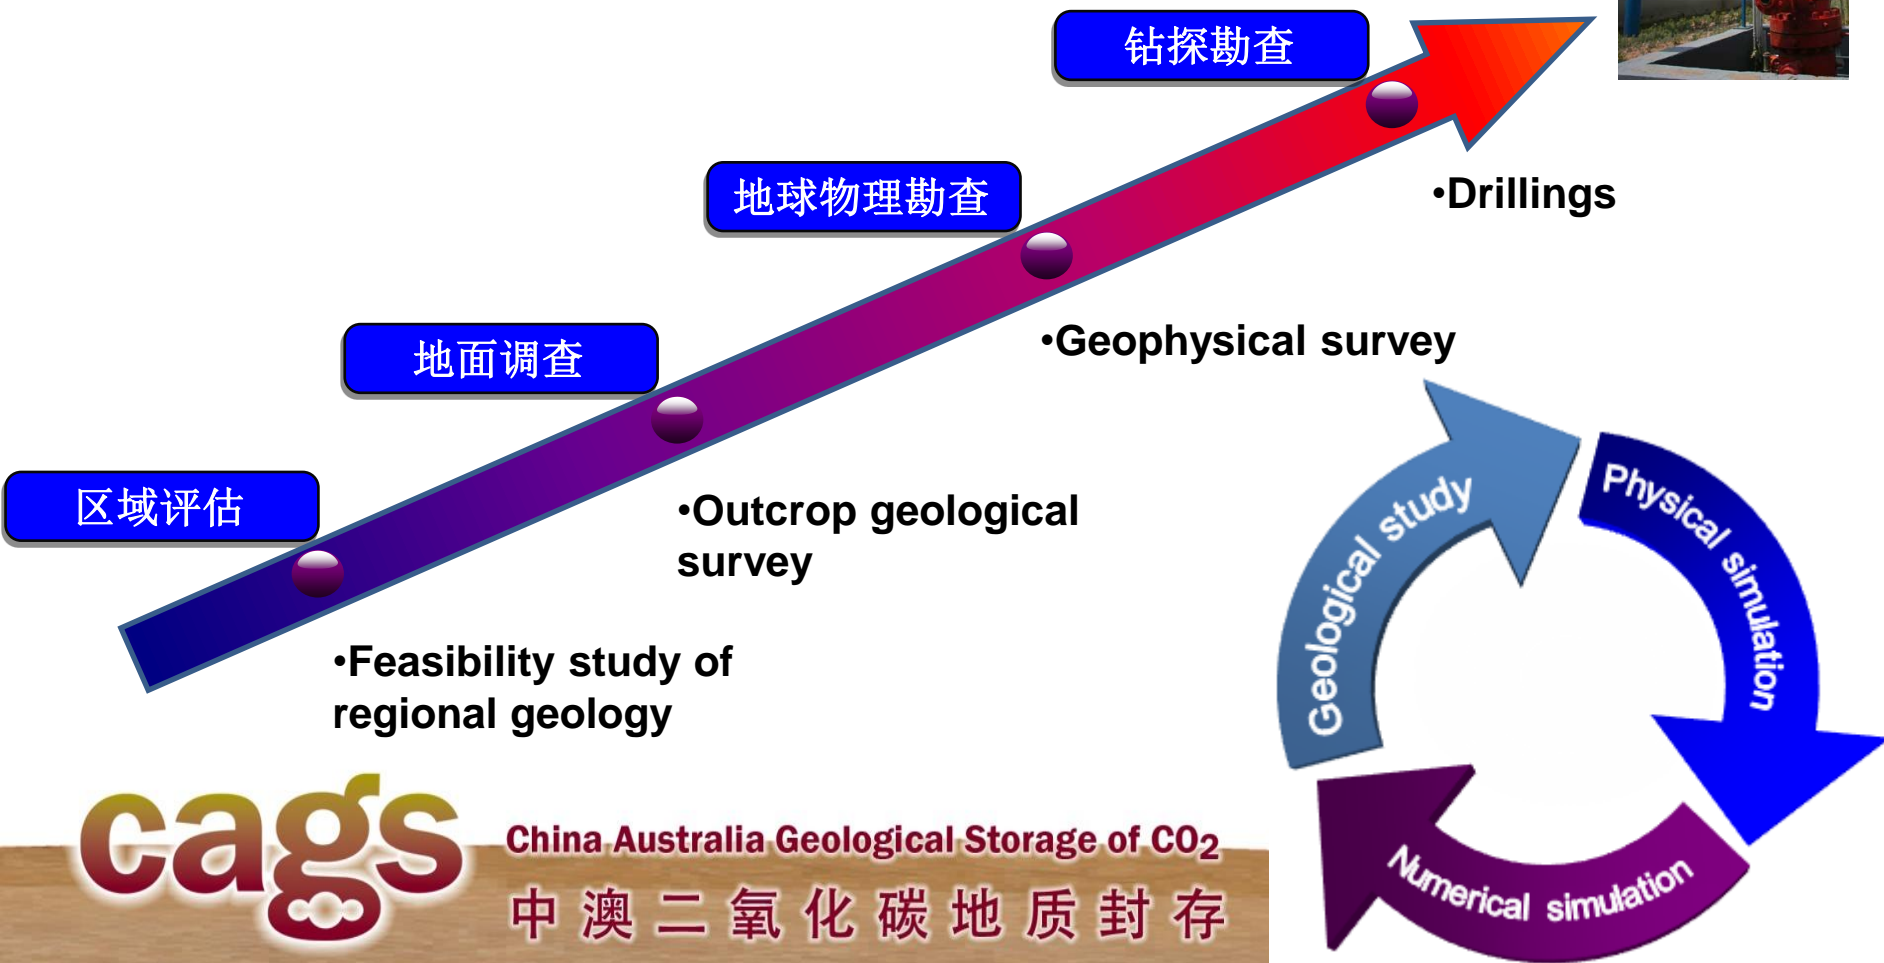 钻探勘查
•Drillings
地球物理勘查
•Geophysical survey
地面调查
•Outcrop geological
survey
区域评估
•Feasibility study of
regional geology
Geological study
Physical simulation
Numerical simulation
cags
China Australia Geological Storage of CO2
中澳二氧化碳地质封存